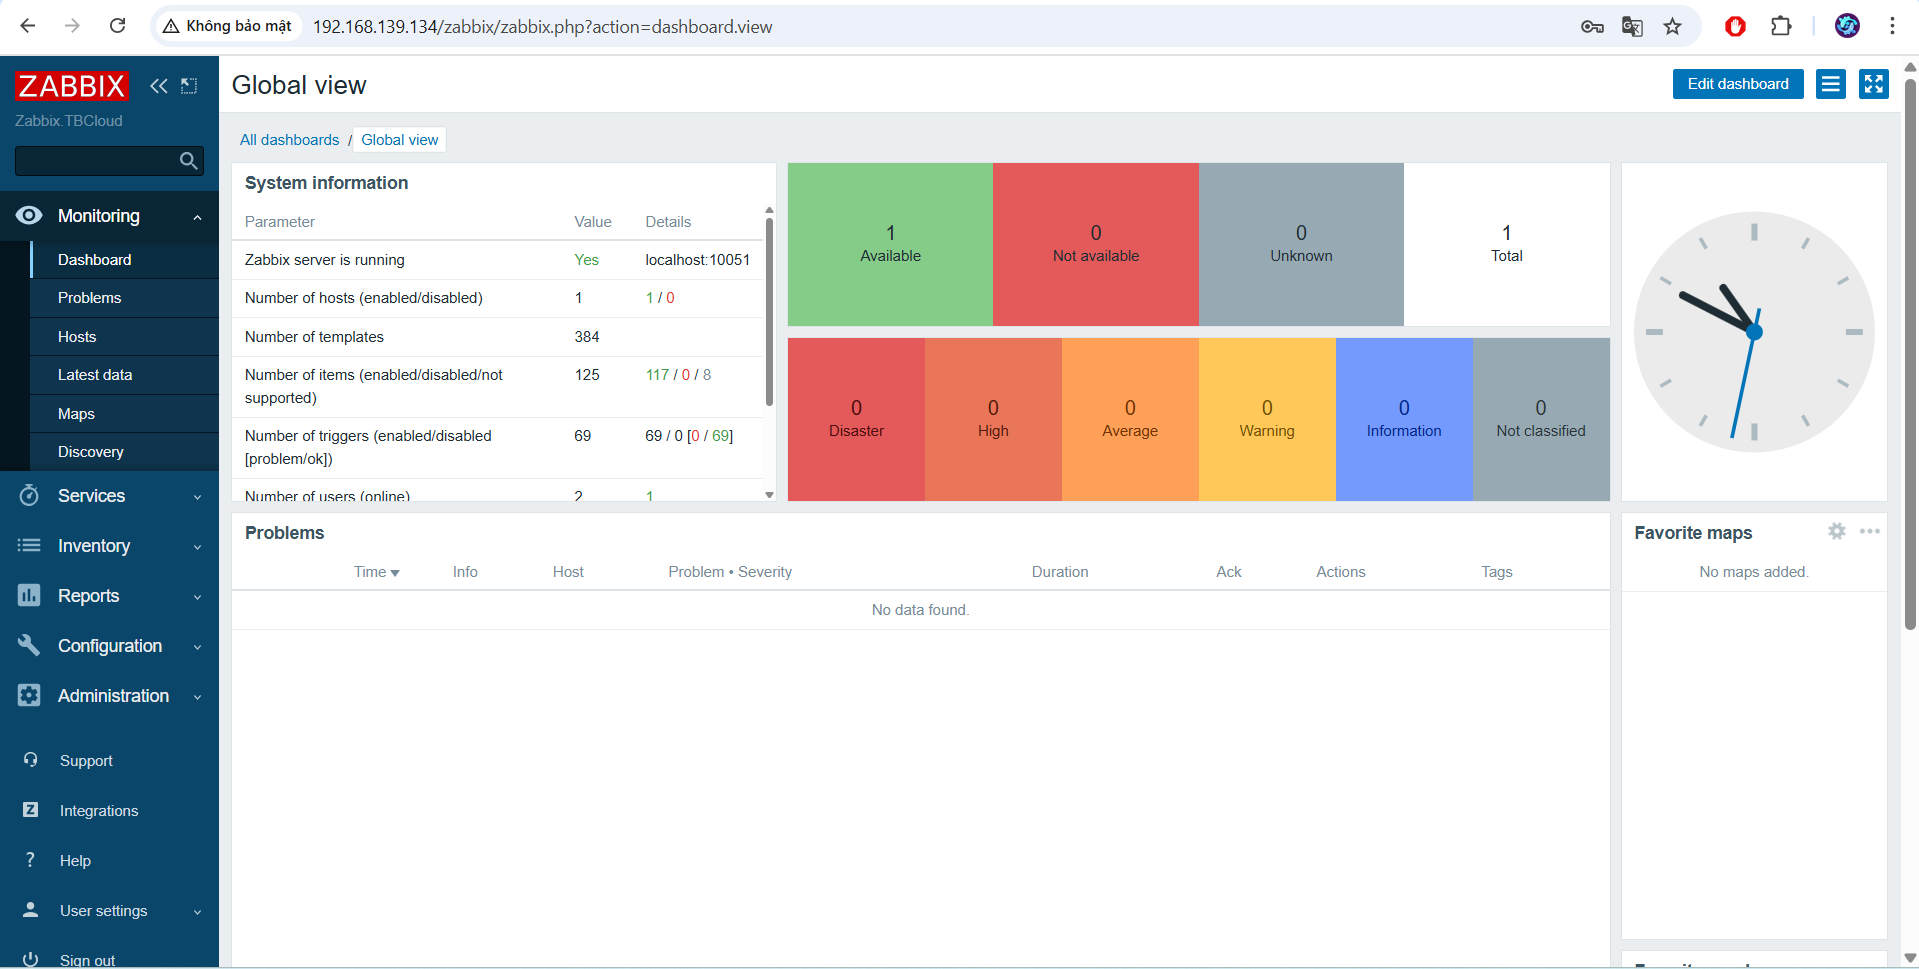 Không bảo mật
192.168.139.134/zabbix/zabbix.php?action=dashboard.view
ZABBIX
Zabbix.TBCloud
Monitoring
Dashboard
Problems
Hosts
Latest data
Maps
Discovery
Services
Inventory
Reports
Configuration
Administration
Support
Z
Integrations
?
Help
User settings
Sign out
Global view
Edit dashboard
All dashboards / Global view
System information
Parameter Value Details
Zabbix server is running Yes localhost:10051
Number of hosts (enabled/disabled) 1 1 / 0
Number of templates 384
Number of items (enabled/disabled/not
supported) 125 117 / 0 / 8
Number of triggers (enabled/disabled
[problem/ok]) 69 69 / 0 [0 / 69]
Number of users (online) 2 1
1
Available
0
Not available
0
Unknown
1
Total
0
Disaster
0
High
0
Average
0
Warning
0
Information
0
Not classified
Problems
Time Info Host Problem • Severity Duration Ack Actions Tags
No data found.
Favorite maps
No maps added.